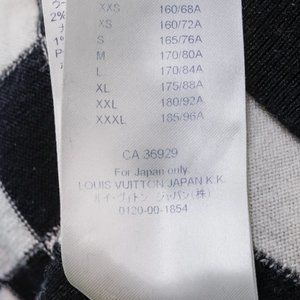 XXS 160/68A
XS 160/72A
S 165/76A
M 170/80A
L 170/84A
XL 175/88A
XXL 180/92A
XXXL 185/96A
CA 36929
For Japan only:
LOUIS VUITTON JAPAN K.K.
ルイ・ヴィトン ジャパン(株)
0120-00-1854
2%
1%
P